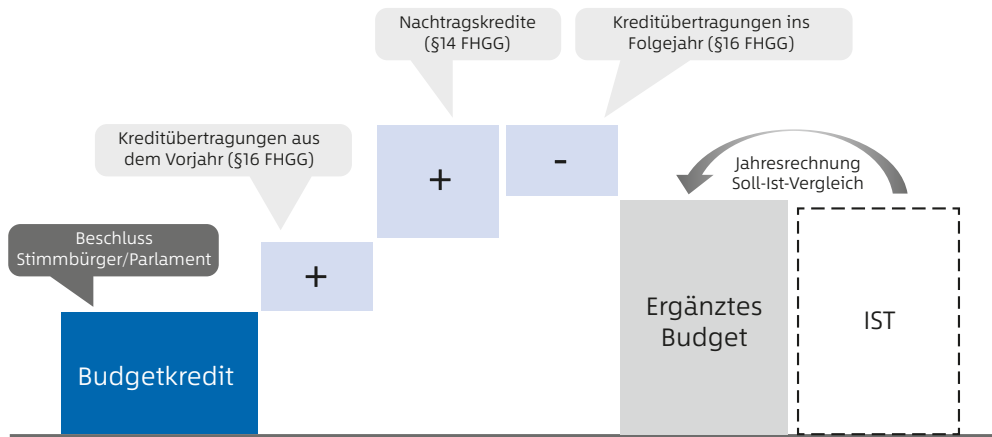 Nachtragskredite
(§14 FHGG)
Kreditübertragungen ins
Folgejahr (§16 FHGG)
Kreditübertragungen aus
dem Vorjahr (§16 FHGG)
+
-
Jahresrechnung
Soll-Ist-Vergleich
Beschluss
Stimmbürger/Parlament
+
Ergänztes
Budget
IST
Budgetkredit